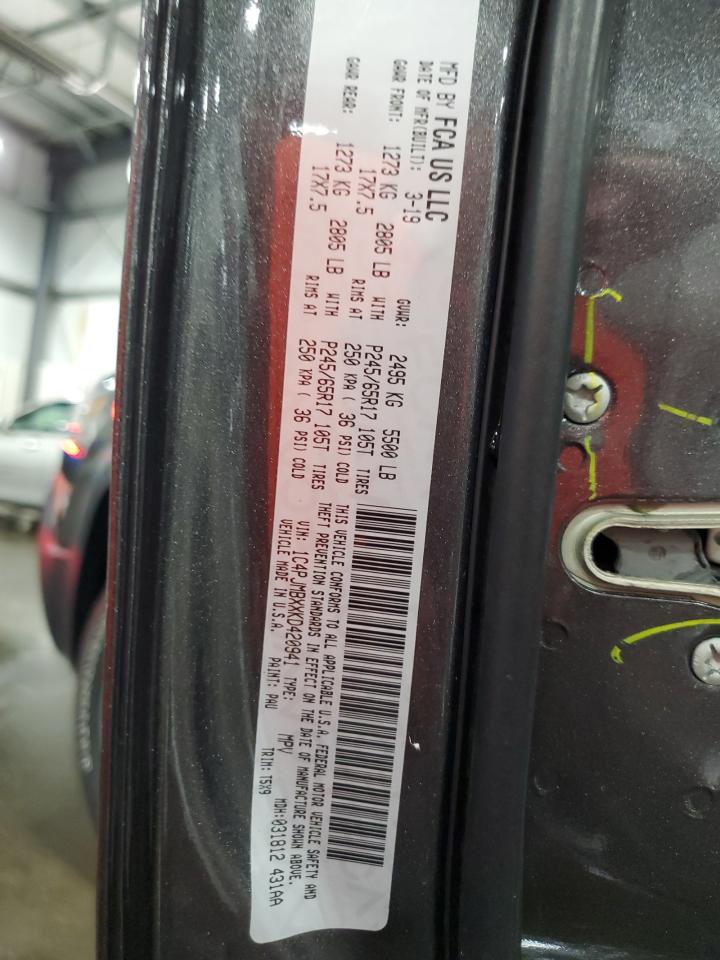 MFD BY FCA US LLC
DATE OF MFR(BUILT): 3-19 GVWR: 2495 KG 5500 LB
GAWR FRONT: 1273 KG 2805 LB WITH P245/65R17 105T TIRES
17X7.5 RIMS AT 250 KPA ( 36 PSI) COLD
GAWR REAR: 1273 KG 2805 LB WITH P245/65R17 105T TIRES
17X7.5 RIMS AT 250 KPA ( 36 PSI) COLD
THIS VEHICLE CONFORMS TO ALL APPLICABLE U.S.A. FEDERAL MOTOR VEHICLE SAFETY AND
THEFT PREVENTION STANDARDS IN EFFECT ON THE DATE OF MANUFACTURE SHOWN ABOVE.
VIN: 1C4PJMBXXKD420941 TYPE: MPV MDH:031812 431AA
VEHICLE MADE IN U.S.A. PAINT: PAU TRIM: T5X9